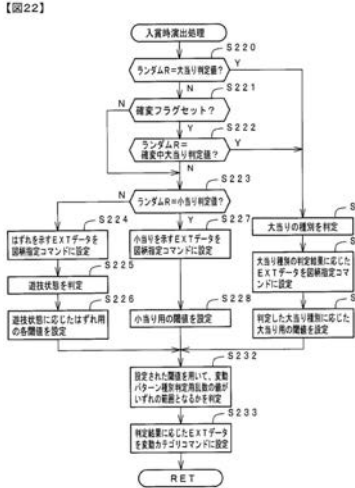 【図22】
入賞時演出処理
S220
ランダムR=大当り判定値?
Y
N
S221
確変フラグセット?
N
Y
S222
ランダムR=
確変中大当り判定値?
Y
N
S223
ランダムR=小当り判定値?
N
Y
S224
はずれを示すEXTデータを
図柄指定コマンドに設定
S225
遊技状態を判定
S226
遊技状態に応じたはずれ用
の各閾値を設定
S227
小当りを示すEXTデータを
図柄指定コマンドに設定
S228
小当り用の閾値を設定
S
大当りの種別を判定
S
大当り種別の判定結果に応じた
EXTデータを図柄指定コマ
ンドに設定
S
判定した大当り種別に応じた
大当り用の閾値を設定
S232
設定された閾値を用いて、変動
パターン種別判定用乱数の値が
いずれの範囲となるかを判定
S233
判定結果に応じたEXTデータ
を変動カテゴリコマンドに設定
RET